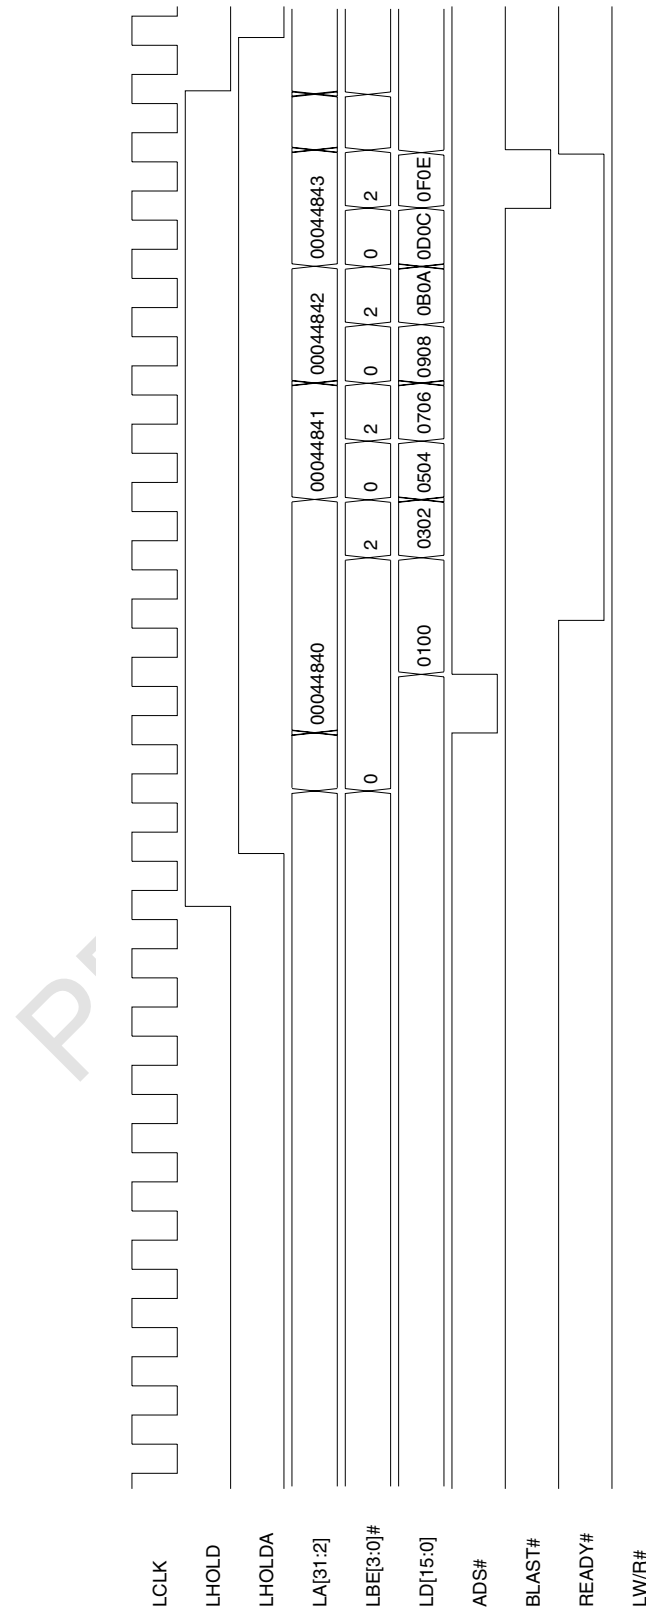 LCLK
LHOLD
LHOLDA
LA[31:2] 00044840 00044841 00044842 00044843
LBE[3:0]# 0 2 0 2 0 2 0 2
LD[15:0] 0100 0302 0504 0706 0908 0B0A 0D0C 0F0E
ADS#
BLAST#
READY#
LW/R#